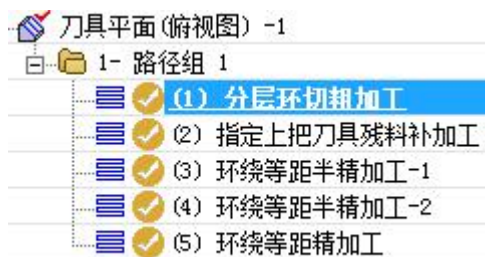 刀具平面(俯视图) -1
1- 路径组 1
(1) 分层环切粗加工
(2) 指定上把刀具残料补加工
(3) 环绕等距半精加工-1
(4) 环绕等距半精加工-2
(5) 环绕等距精加工